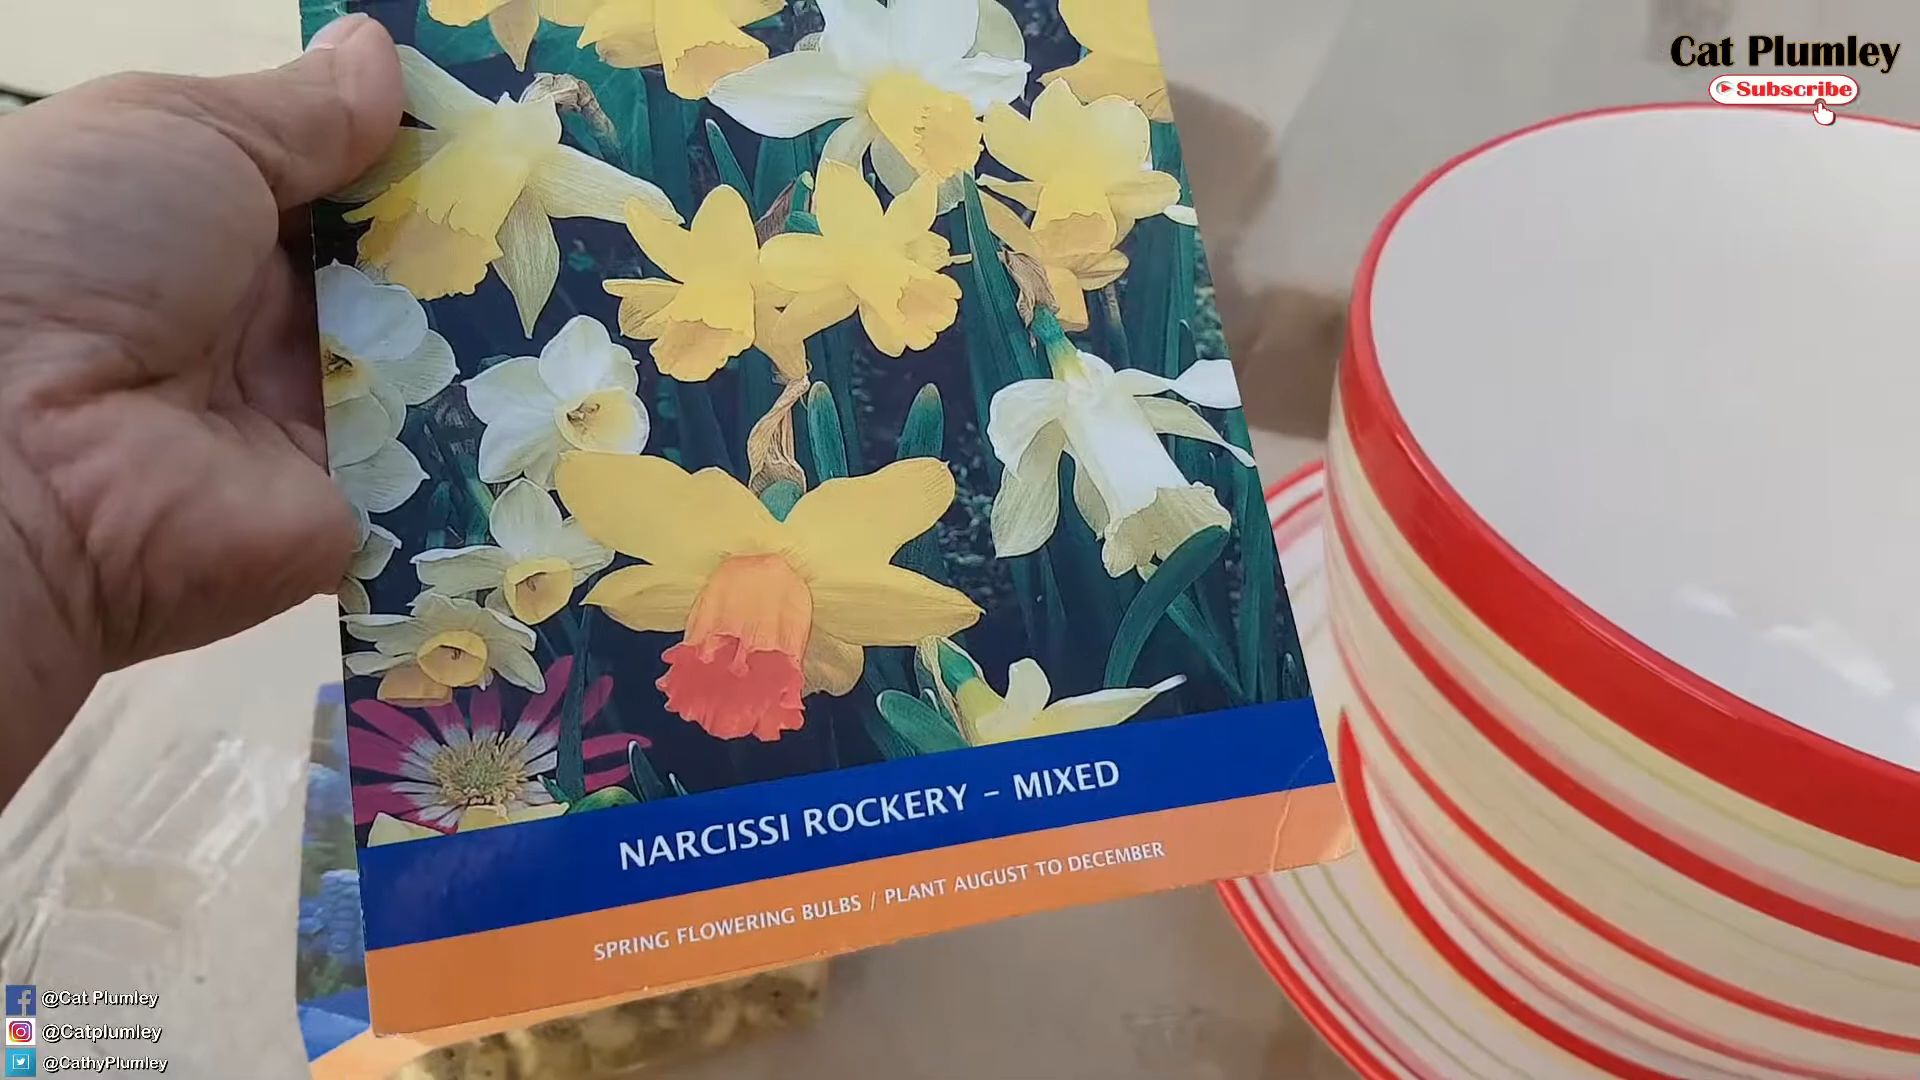 Cat Plumley
Subscribe
NARCISSI ROCKERY – MIXED
SPRING FLOWERING BULBS / PLANT AUGUST TO DECEMBER
@Cat Plumley
@Catplumley
@CathyPlumley